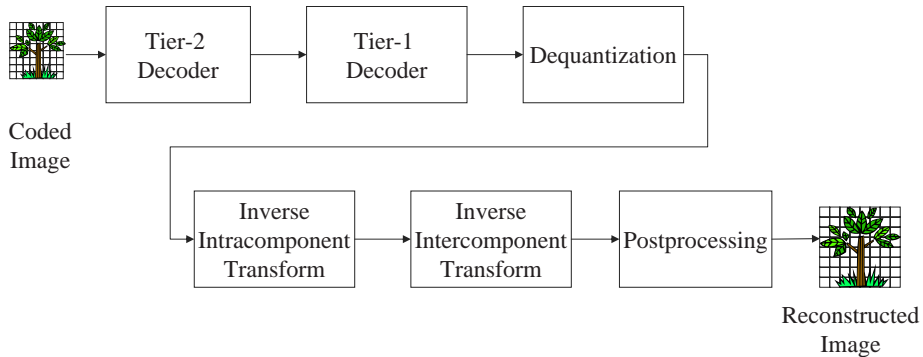 Coded
Image
Tier-2
Decoder
Tier-1
Decoder
Dequantization
Inverse
Intracomponent
Transform
Inverse
Intercomponent
Transform
Postprocessing
Reconstructed
Image